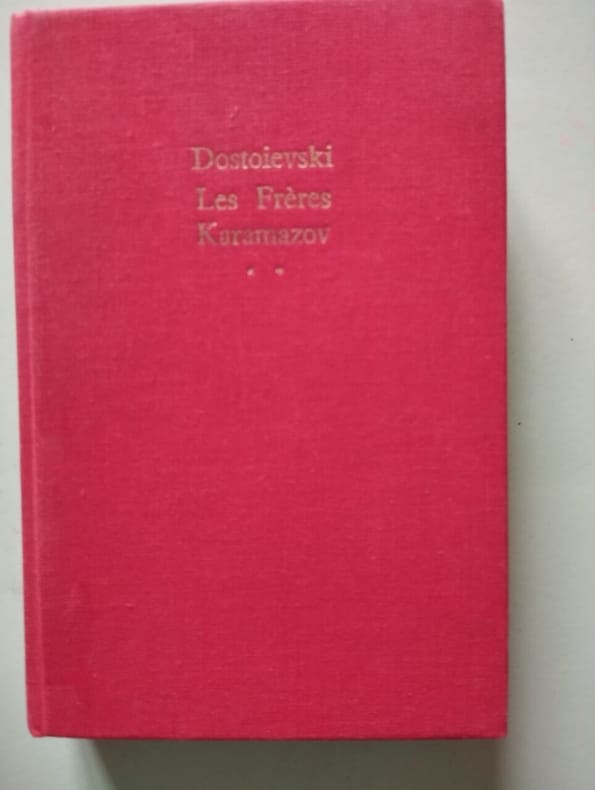 Dostoievski
Les Frères
Karamazov